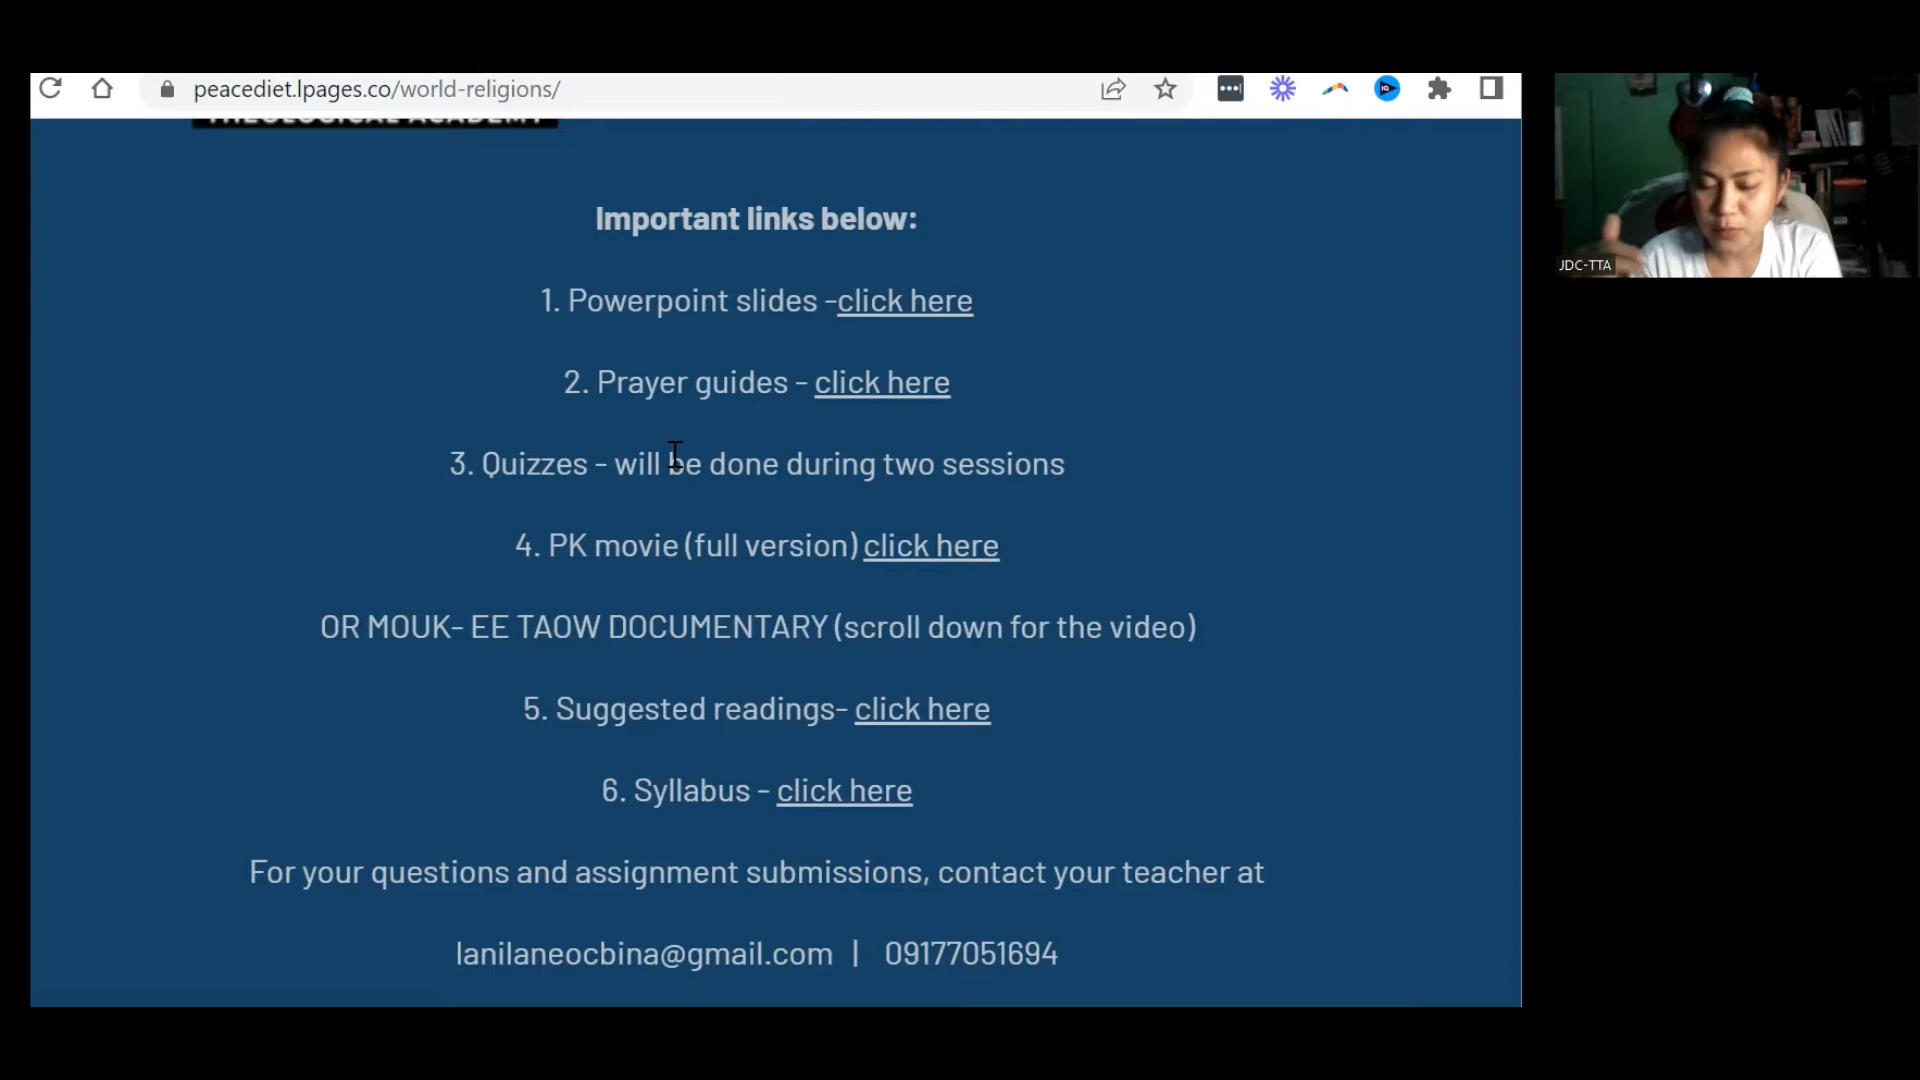 peacediet.lpages.co/world-religions/
THEOLOGICAL ACADEMY
Important links below:
1. Powerpoint slides -click here
2. Prayer guides - click here
3. Quizzes - will be done during two sessions
4. PK movie (full version) click here
OR MOUK- EE TAOW DOCUMENTARY (scroll down for the video)
5. Suggested readings- click here
6. Syllabus - click here
For your questions and assignment submissions, contact your teacher at
lanilaneocbina@gmail.com | 09177051694
JDC-TTA